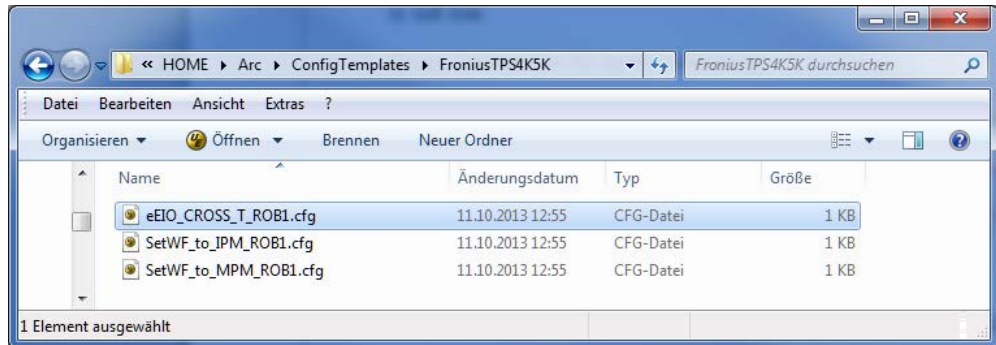 « HOME ▸ Arc ▸ ConfigTemplates ▸ FroniusTPS4K5K FroniusTPS4K5K durchsuchen
Datei Bearbeiten Ansicht Extras ?
Organisieren Öffnen Brennen Neuer Ordner
Name Änderungsdatum Typ Größe
eEIO_CROSS_T_ROB1.cfg 11.10.2013 12:55 CFG-Datei 1 KB
SetWF_to_IPM_ROB1.cfg 11.10.2013 12:55 CFG-Datei 1 KB
SetWF_to_MPM_ROB1.cfg 11.10.2013 12:55 CFG-Datei 1 KB
1 Element ausgewählt